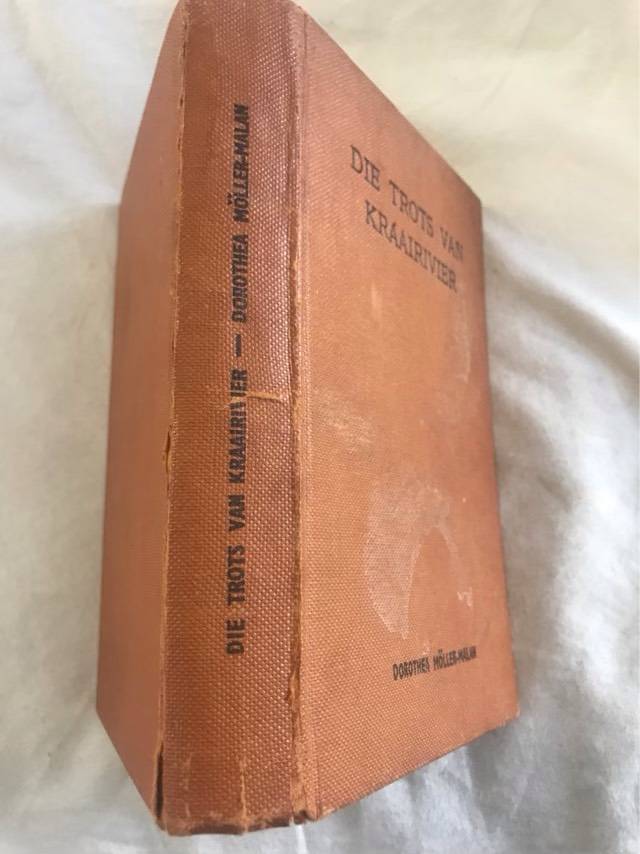 DIE TROTS VAN KRAAIRIVIER — DOROTHEA MÖLLER-MALAN
DIE TROTS VAN
KRAAIRIVIER
DOROTHEA MÖLLER-MALAN